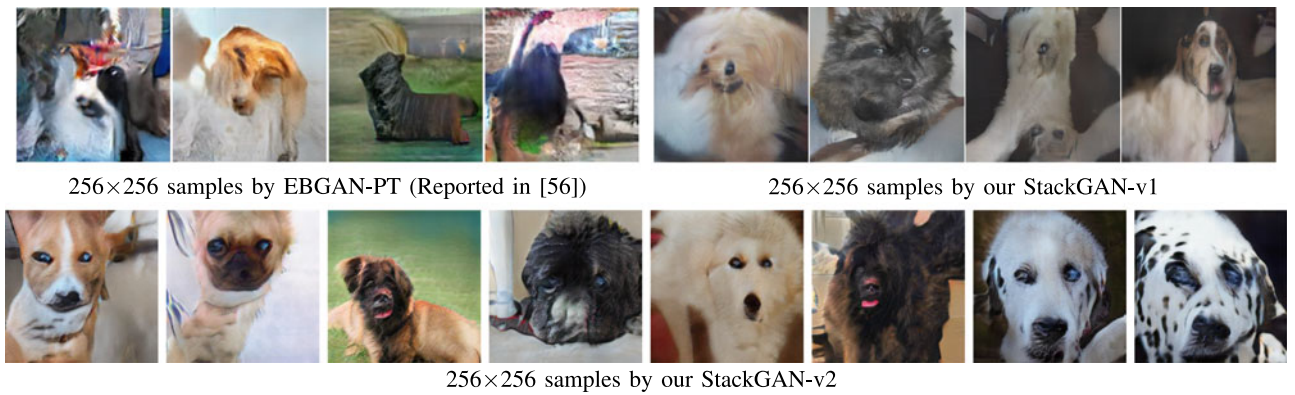 256×256 samples by EBGAN-PT (Reported in [56])
256×256 samples by our StackGAN-v1
256×256 samples by our StackGAN-v2